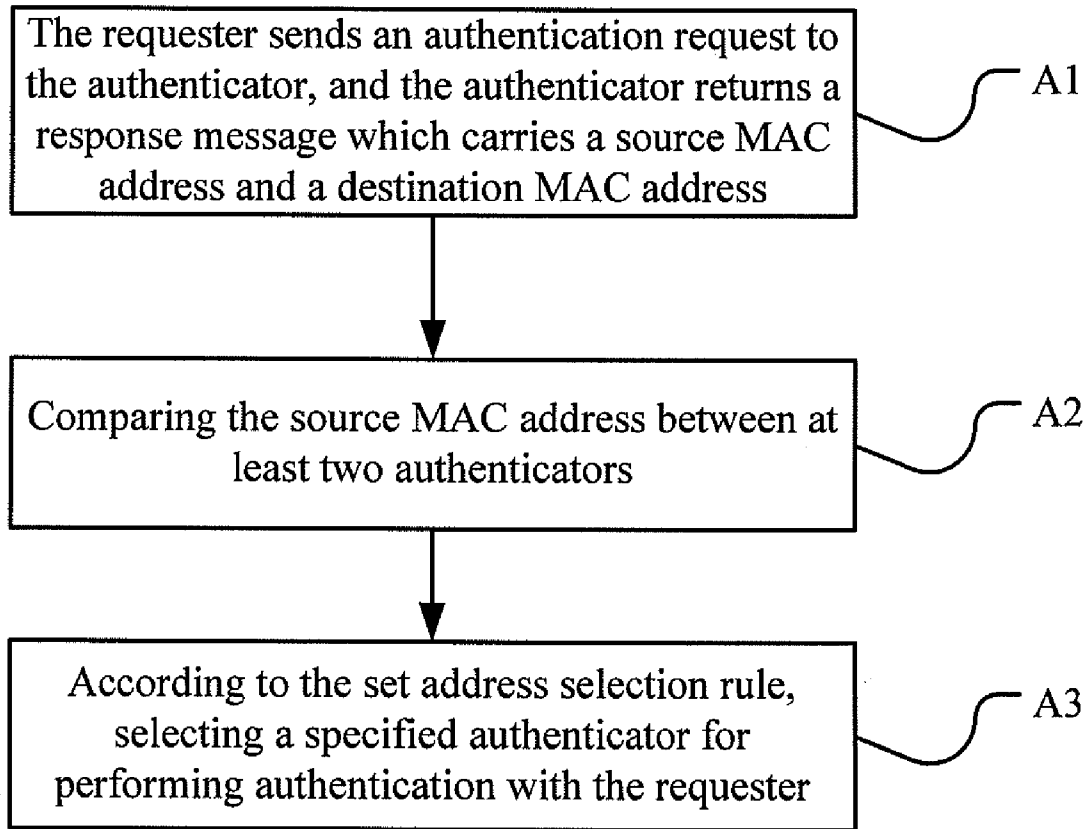 The requester sends an authentication request to
the authenticator, and the authenticator returns a
response message which carries a source MAC
address and a destination MAC address
A1
Comparing the source MAC address between at
least two authenticators
A2
According to the set address selection rule,
selecting a specified authenticator for
performing authentication with the requester
A3